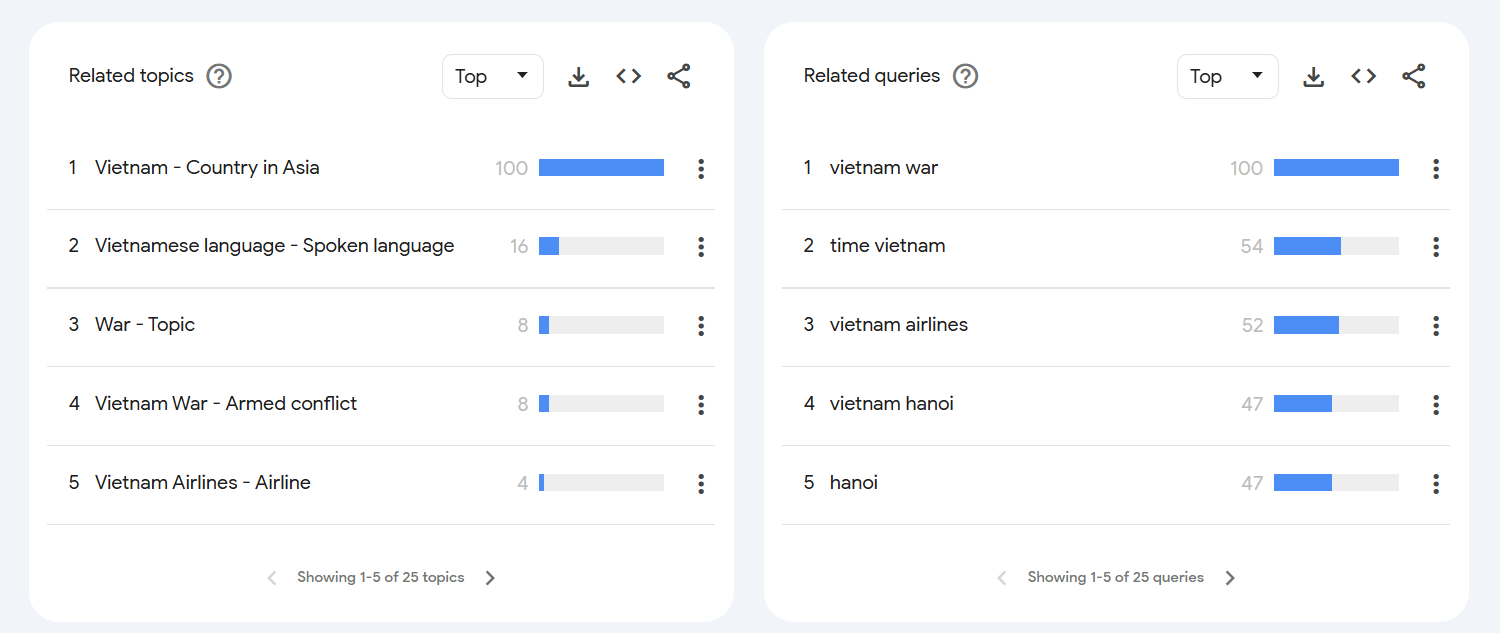 Related topics ?
Top
1 Vietnam - Country in Asia 100
2 Vietnamese language - Spoken language 16
3 War - Topic 8
4 Vietnam War - Armed conflict 8
5 Vietnam Airlines - Airline 4
Showing 1-5 of 25 topics
Related queries ?
Top
1 vietnam war 100
2 time vietnam 54
3 vietnam airlines 52
4 vietnam hanoi 47
5 hanoi 47
Showing 1-5 of 25 queries